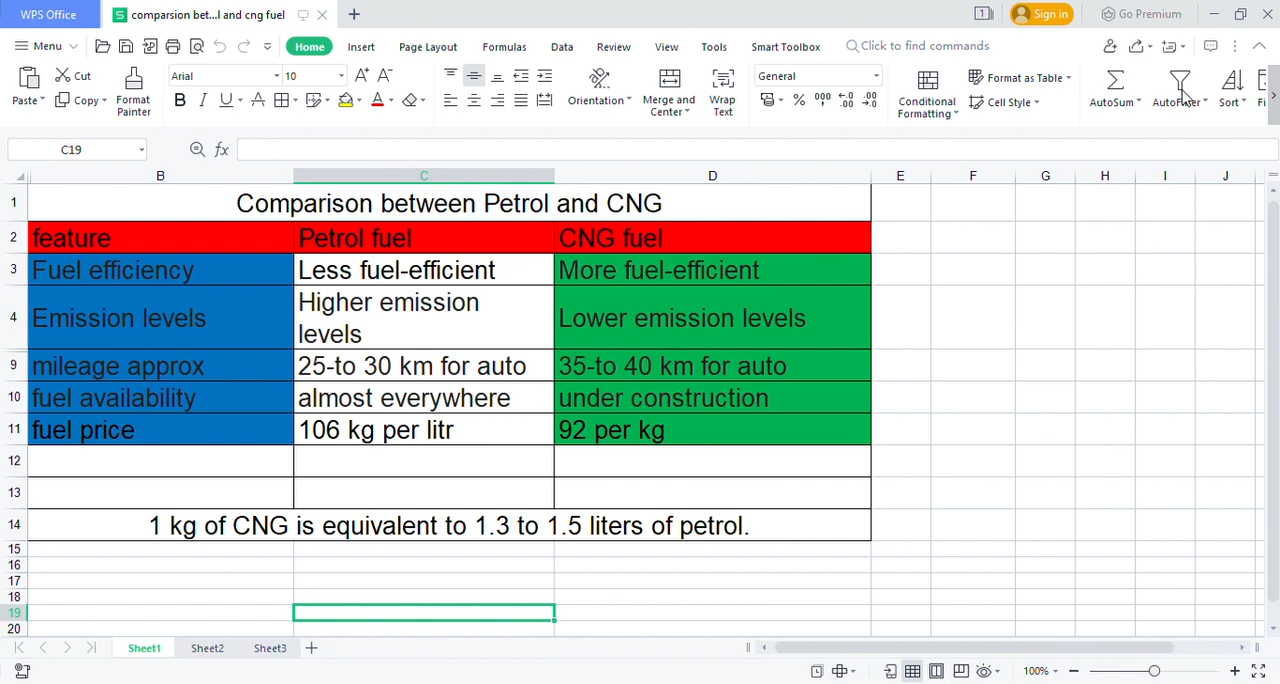 WPS Office
comparsion bet...l and cng fuel
1
Sign in
Go Premium
Menu
Home
Insert
Page Layout
Formulas
Data
Review
View
Tools
Smart Toolbox
Click to find commands
Paste
Cut
Copy
Format
Painter
Arial
10
Orientation
Merge and
Center
Wrap
Text
General
Conditional
Formatting
Format as Table
Cell Style
AutoSum
AutoFilter
Sort
Fi
C19
fx
B C D E F G H I J
1 Comparison between Petrol and CNG
2 feature Petrol fuel CNG fuel
3 Fuel efficiency Less fuel-efficient More fuel-efficient
4 Emission levels Higher emission
levels Lower emission levels
9 mileage approx 25-to 30 km for auto 35-to 40 km for auto
10 fuel availability almost everywhere under construction
11 fuel price 106 kg per litr 92 per kg
12
13
14 1 kg of CNG is equivalent to 1.3 to 1.5 liters of petrol.
15
16
17
18
19
20
Sheet1 Sheet2 Sheet3
100%